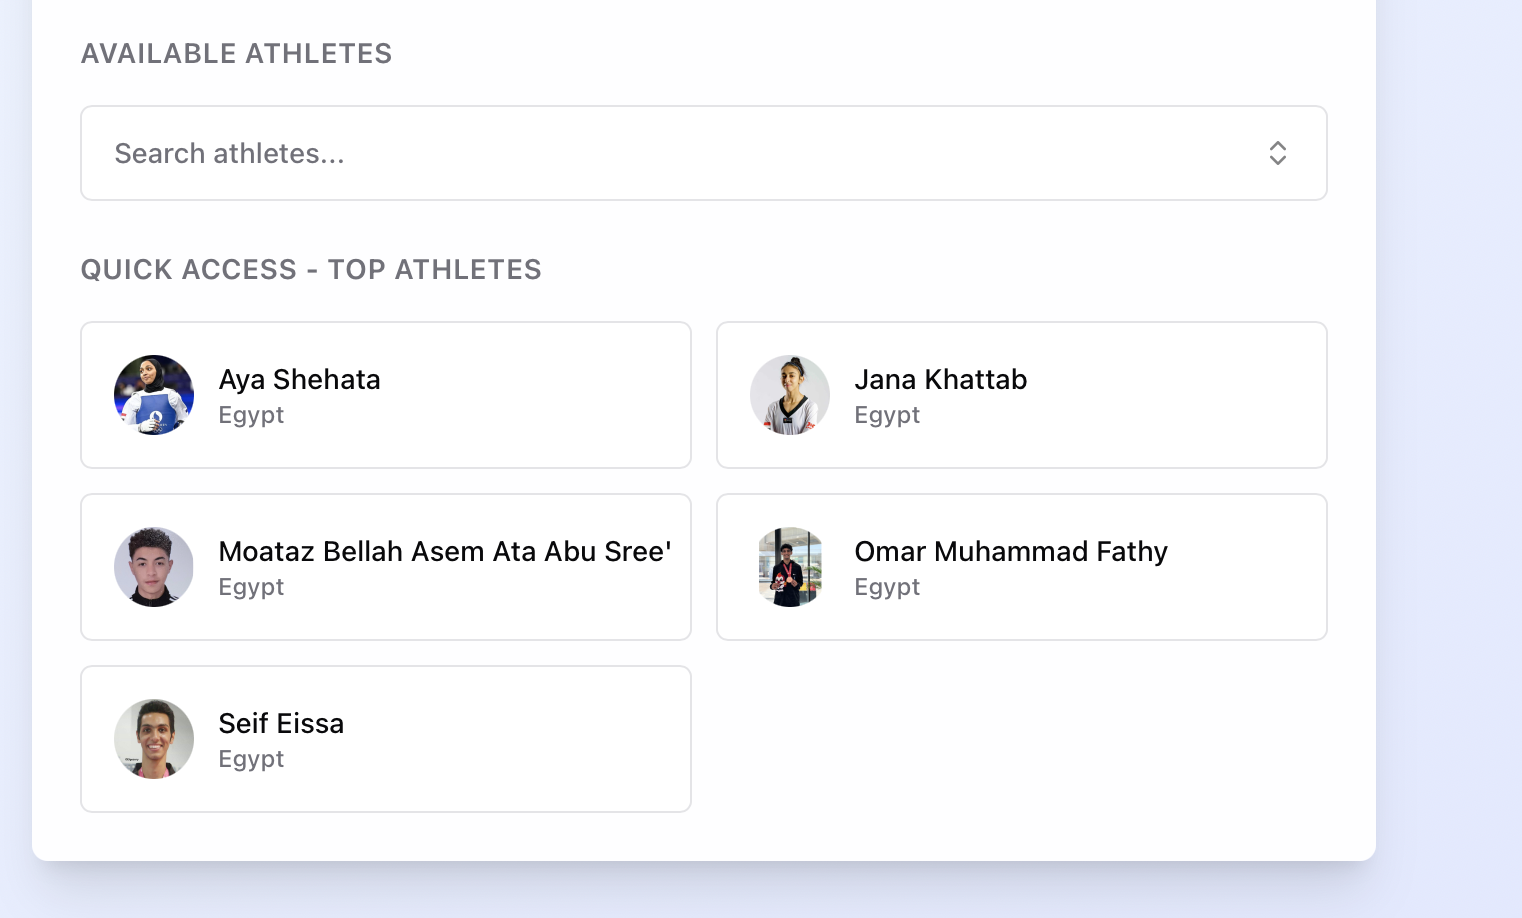 AVAILABLE ATHLETES
Search athletes...
QUICK ACCESS - TOP ATHLETES
Aya Shehata
Egypt
Jana Khattab
Egypt
Moataz Bellah Asem Ata Abu Sree'
Egypt
Omar Muhammad Fathy
Egypt
Seif Eissa
Egypt